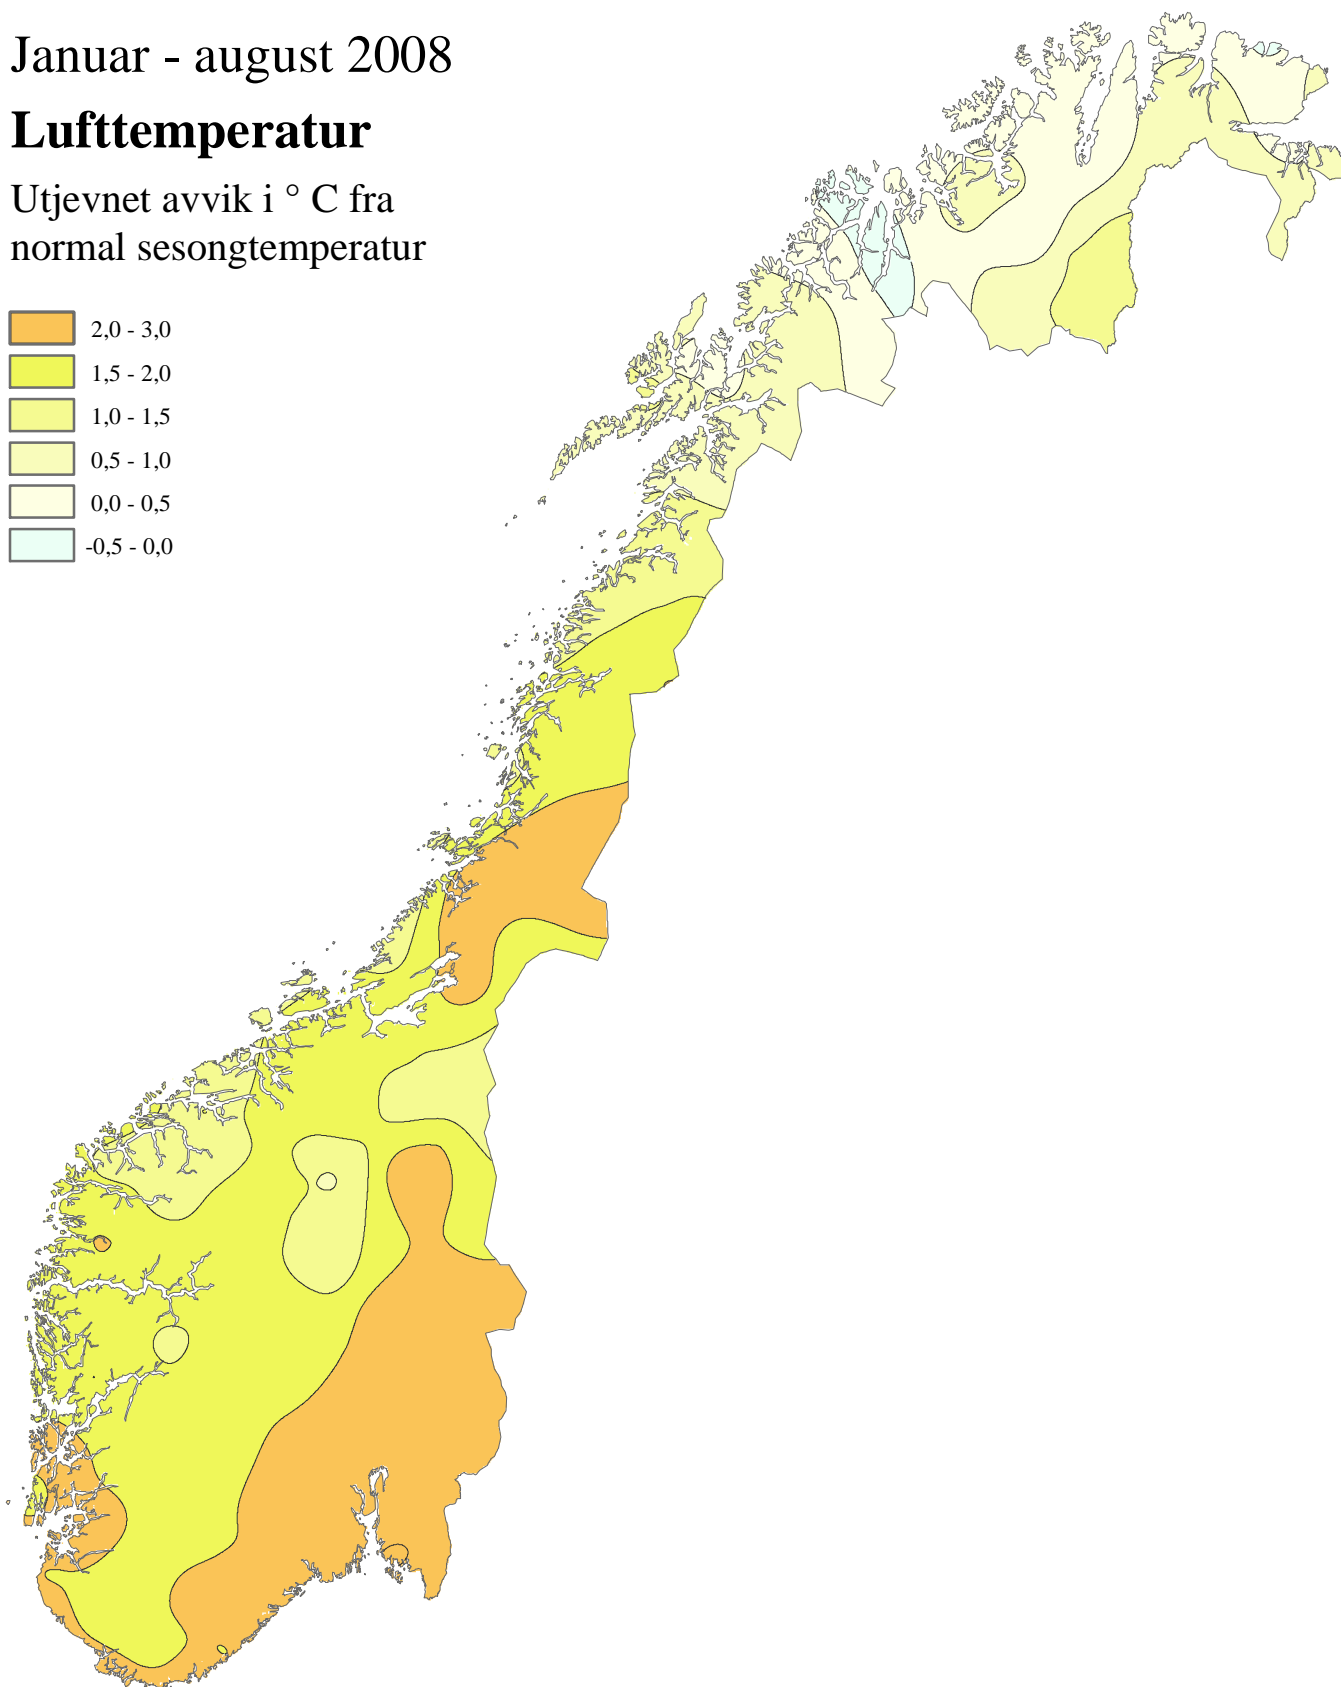 Januar - august 2008
Lufttemperatur
Utjevnet avvik i ° C fra
normal sesongtemperatur
2,0 - 3,0
1,5 - 2,0
1,0 - 1,5
0,5 - 1,0
0,0 - 0,5
-0,5 - 0,0